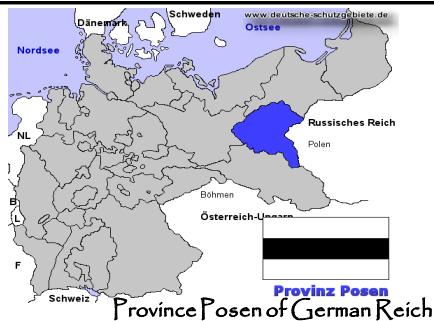 Schweden
www.deutsche-schutzgebiete.de
Dänemark
Ostsee
Nordsee
Russisches Reich
NL
Polen
Böhmen
B
L
Österreich-Ungarn
F
Provinz Posen
Schweiz
Province Posen of German Reich